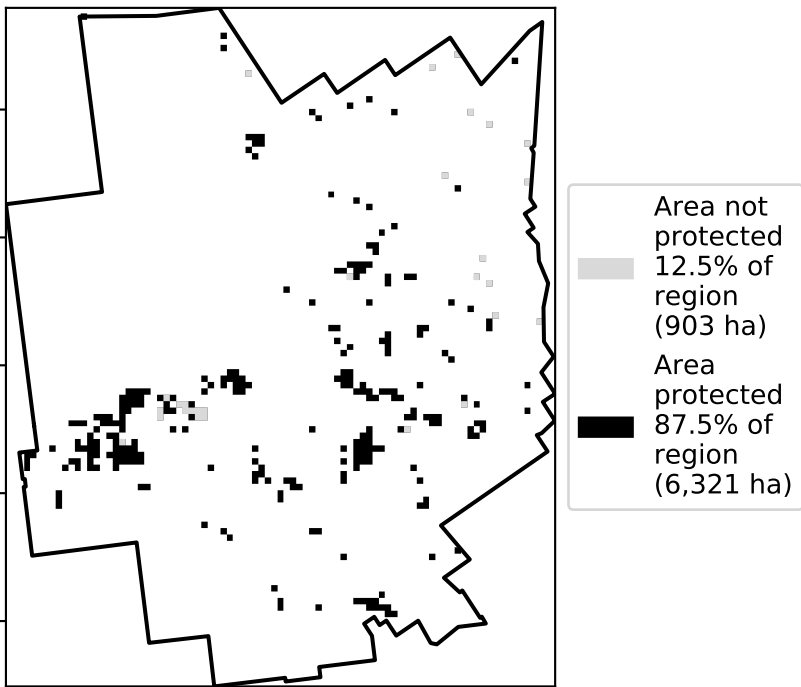 Area not
protected
12.5% of
region
(903 ha)
Area
protected
87.5% of
region
(6,321 ha)